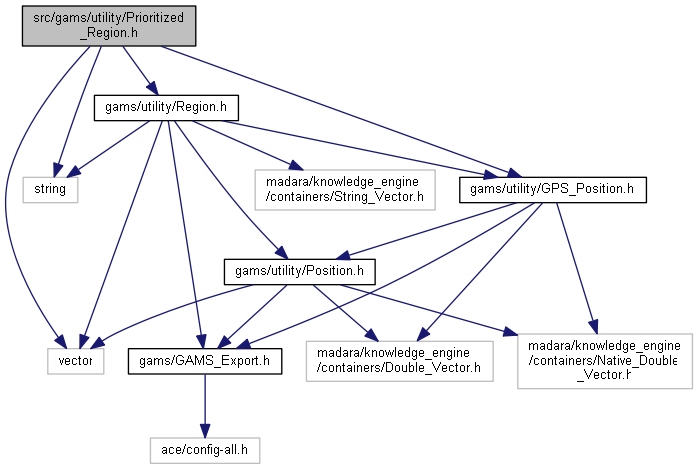 src/gams/utility/Prioritized
_Region.h
gams/utility/Region.h
string
madara/knowledge_engine
/containers/String_Vector.h
gams/utility/GPS_Position.h
gams/utility/Position.h
vector
gams/GAMS_Export.h
madara/knowledge_engine
/containers/Double_Vector.h
madara/knowledge_engine
/containers/Native_Double
_Vector.h
ace/config-all.h